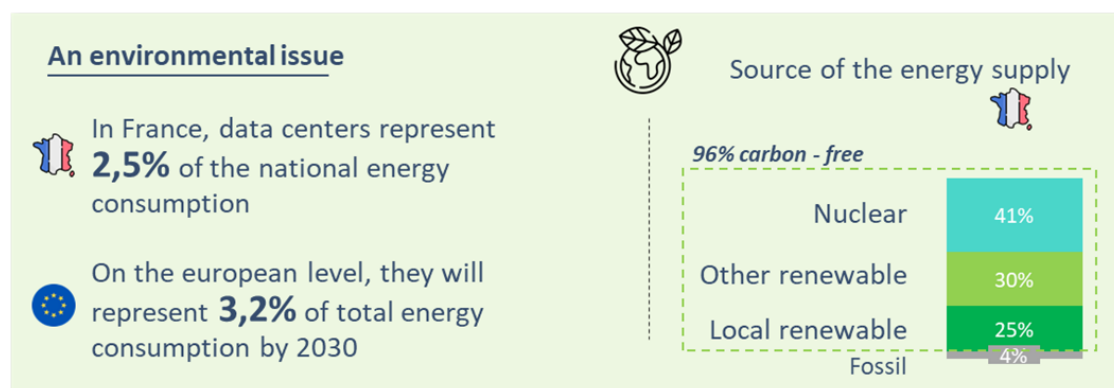 An environmental issue
In France, data centers represent
2,5% of the national energy
consumption
On the european level, they will
represent 3,2% of total energy
consumption by 2030
Source of the energy supply
96% carbon - free
Nuclear 41%
Other renewable 30%
Local renewable 25%
Fossil 4%